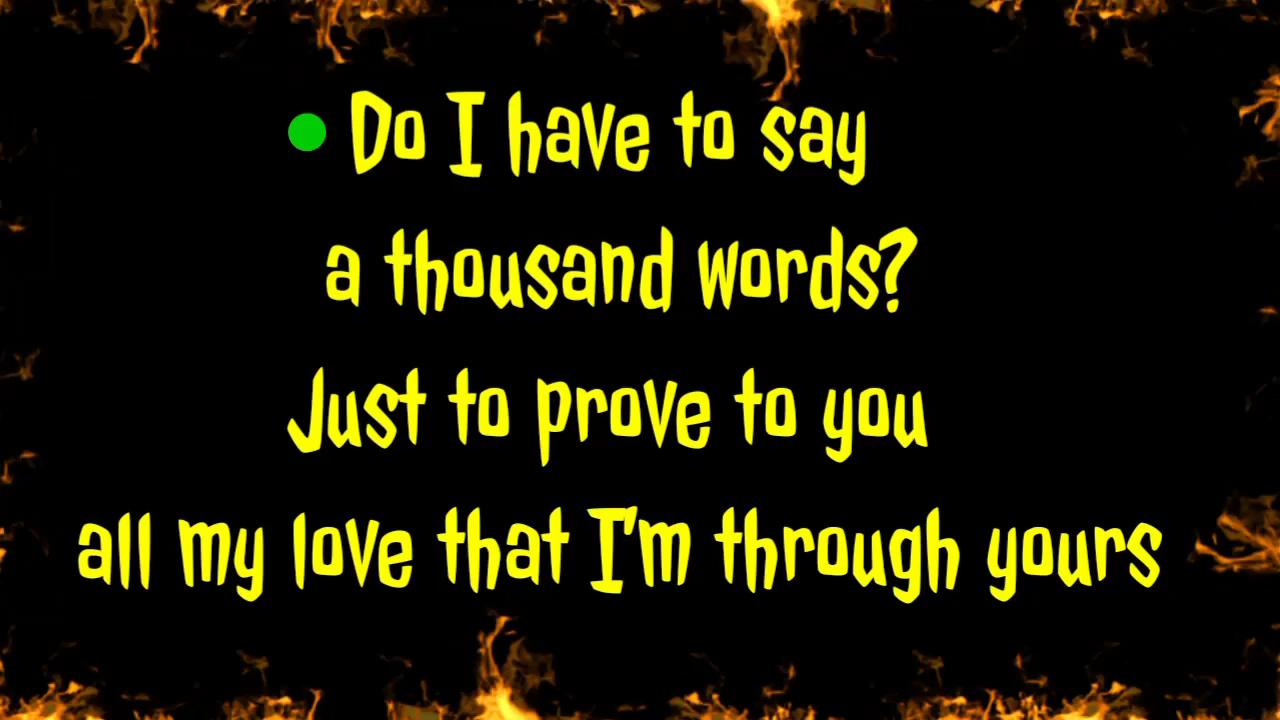 Do I have to say
a thousand words?
Just to prove to you
all my love that I'm through yours